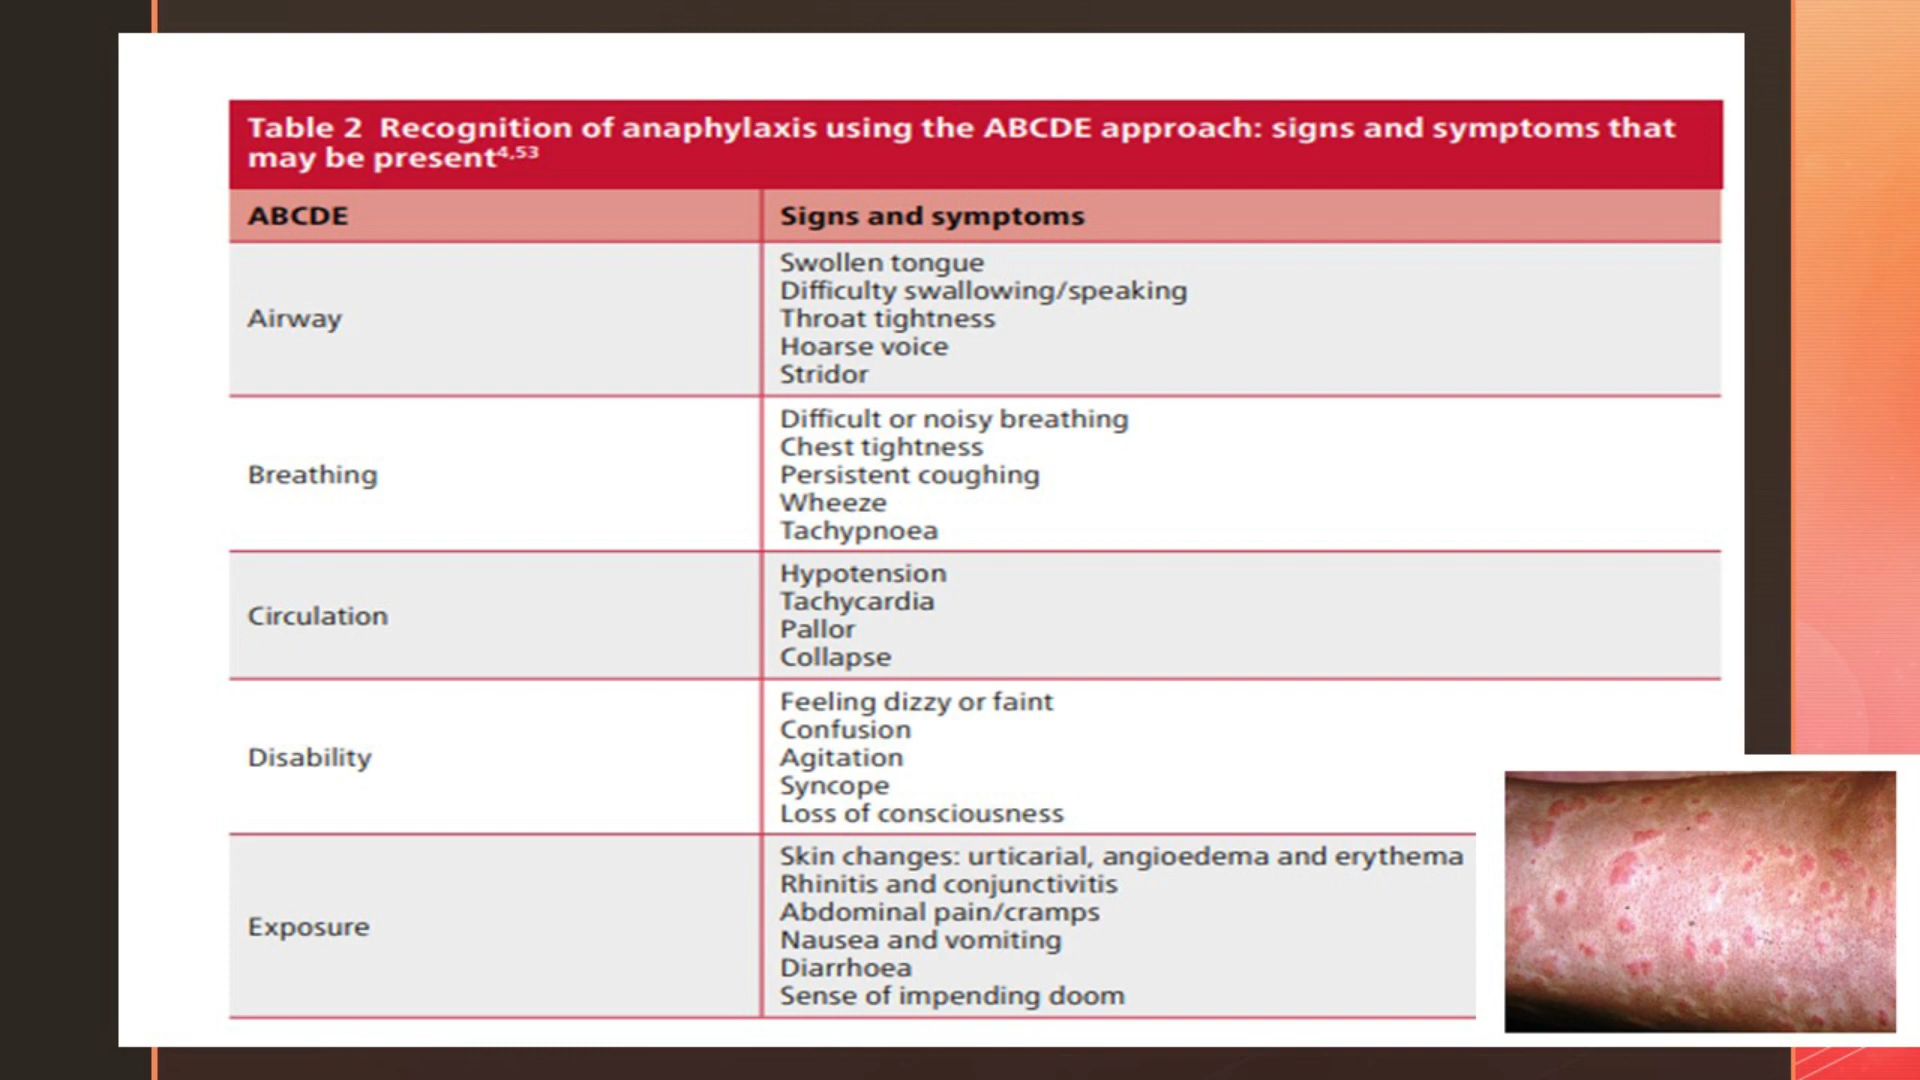 Table 2 Recognition of anaphylaxis using the ABCDE approach: signs and symptoms that
may be present4,53
ABCDE
Signs and symptoms
Airway
Swollen tongue
Difficulty swallowing/speaking
Throat tightness
Hoarse voice
Stridor
Breathing
Difficult or noisy breathing
Chest tightness
Persistent coughing
Wheeze
Tachypnoea
Circulation
Hypotension
Tachycardia
Pallor
Collapse
Disability
Feeling dizzy or faint
Confusion
Agitation
Syncope
Loss of consciousness
Exposure
Skin changes: urticarial, angioedema and erythema
Rhinitis and conjunctivitis
Abdominal pain/cramps
Nausea and vomiting
Diarrhoea
Sense of impending doom